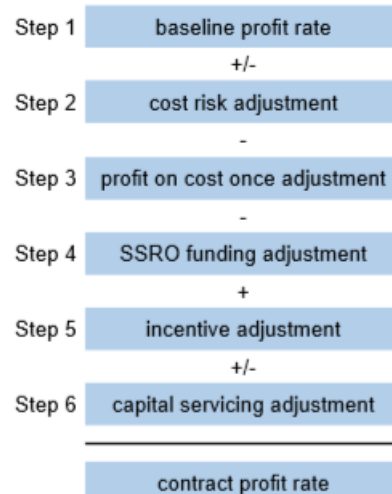 Step 1 baseline profit rate
+/-
Step 2 cost risk adjustment
-
Step 3 profit on cost once adjustment
-
Step 4 SSRO funding adjustment
+
Step 5 incentive adjustment
+/-
Step 6 capital servicing adjustment
contract profit rate